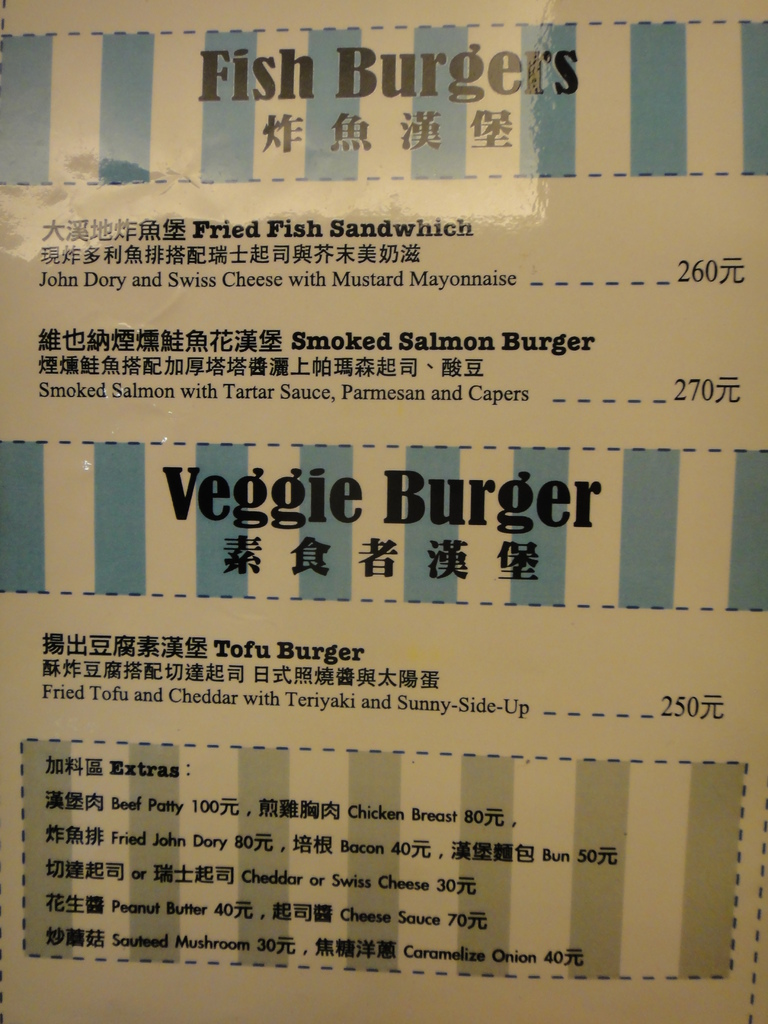 Fish Burgers
炸魚漢堡
大溪地炸魚堡 Fried Fish Sandwhich
現炸多利魚排搭配瑞士起司與芥末美奶滋
John Dory and Swiss Cheese with Mustard Mayonnaise 260元
維也納煙燻鮭魚花漢堡 Smoked Salmon Burger
煙燻鮭魚搭配加厚塔塔醬灑上帕瑪森起司、酸豆
Smoked Salmon with Tartar Sauce, Parmesan and Capers 270元
Veggie Burger
素食者漢堡
揚出豆腐素漢堡 Tofu Burger
酥炸豆腐搭配切達起司 日式照燒醬與太陽蛋
Fried Tofu and Cheddar with Teriyaki and Sunny-Side-Up 250元
加料區 Extras：
漢堡肉 Beef Patty 100元，煎雞胸肉 Chicken Breast 80元，
炸魚排 Fried John Dory 80元，培根 Bacon 40元，漢堡麵包 Bun 50元
切達起司 or 瑞士起司 Cheddar or Swiss Cheese 30元
花生醬 Peanut Butter 40元，起司醬 Cheese Sauce 70元
炒蘑菇 Sauteed Mushroom 30元，焦糖洋蔥 Caramelize Onion 40元